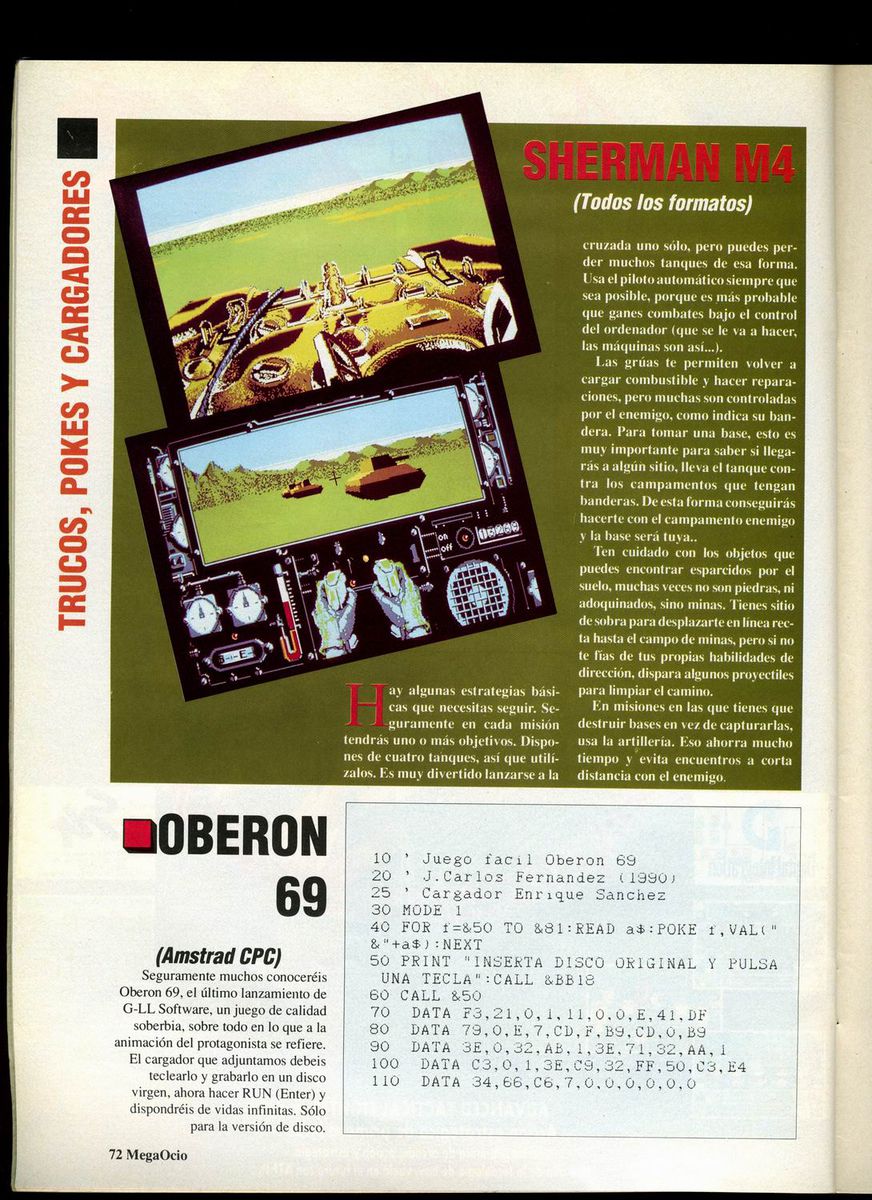 TRUCOS, POKES Y CARGADORES
SHERMAN M4
(Todos los formatos)
Hay algunas estrategias bási-
cas que necesitas seguir. Se-
guramente en cada misión
tendrás uno o más objetivos. Dispo-
nes de cuatro tanques, así que utilí-
zalos. Es muy divertido lanzarse a la
cruzada uno sólo, pero puedes per-
der muchos tanques de esa forma.
Usa el piloto automático siempre que
sea posible, porque es más probable
que ganes combates bajo el control
del ordenador (que se le va a hacer,
las máquinas son así...).
Las grúas te permiten volver a
cargar combustible y hacer repara-
ciones, pero muchas son controladas
por el enemigo, como indica su ban-
dera. Para tomar una base, esto es
muy importante para saber si llega-
rás a algún sitio, lleva el tanque con-
tra los campamentos que tengan
banderas. De esta forma conseguirás
hacerte con el campamento enemigo
y la base será tuya..
Ten cuidado con los objetos que
puedes encontrar esparcidos por el
suelo, muchas veces no son piedras, ni
adoquinados, sino minas. Tienes sitio
de sobra para desplazarte en línea rec-
ta hasta el campo de minas, pero si no
te fías de tus propias habilidades de
dirección, dispara algunos proyectiles
para limpiar el camino.
En misiones en las que tienes que
destruir bases en vez de capturarlas,
usa la artillería. Eso ahorra mucho
tiempo y evita encuentros a corta
distancia con el enemigo.
on
off
OBERON
69
(Amstrad CPC)
Seguramente muchos conoceréis
Oberon 69, el último lanzamiento de
G-LL Software, un juego de calidad
soberbia, sobre todo en lo que a la
animación del protagonista se refiere.
El cargador que adjuntamos debeis
teclearlo y grabarlo en un disco
virgen, ahora hacer RUN (Enter) y
dispondréis de vidas infinitas. Sólo
para la versión de disco.
10 ' Juego facil Oberon 69
20 ' J.Carlos Fernandez (1990)
25 ' Cargador Enrique Sanchez
30 MODE 1
40 FOR f=&50 TO &81:READ a$:POKE f,VAL("
&"+a$):NEXT
50 PRINT "INSERTA DISCO ORIGINAL Y PULSA
UNA TECLA":CALL &BB18
60 CALL &50
70 DATA F3,21,0,1,11,0,0,E,41,DF
80 DATA 79,0,E,7,CD,F,B9,CD,0,B9
90 DATA 3E,0,32,AB,1,3E,71,32,AA,1
100 DATA C3,0,1,3E,C9,32,FF,50,C3,E4
110 DATA 34,66,C6,7,0,0,0,0,0,0
72 MegaOcio